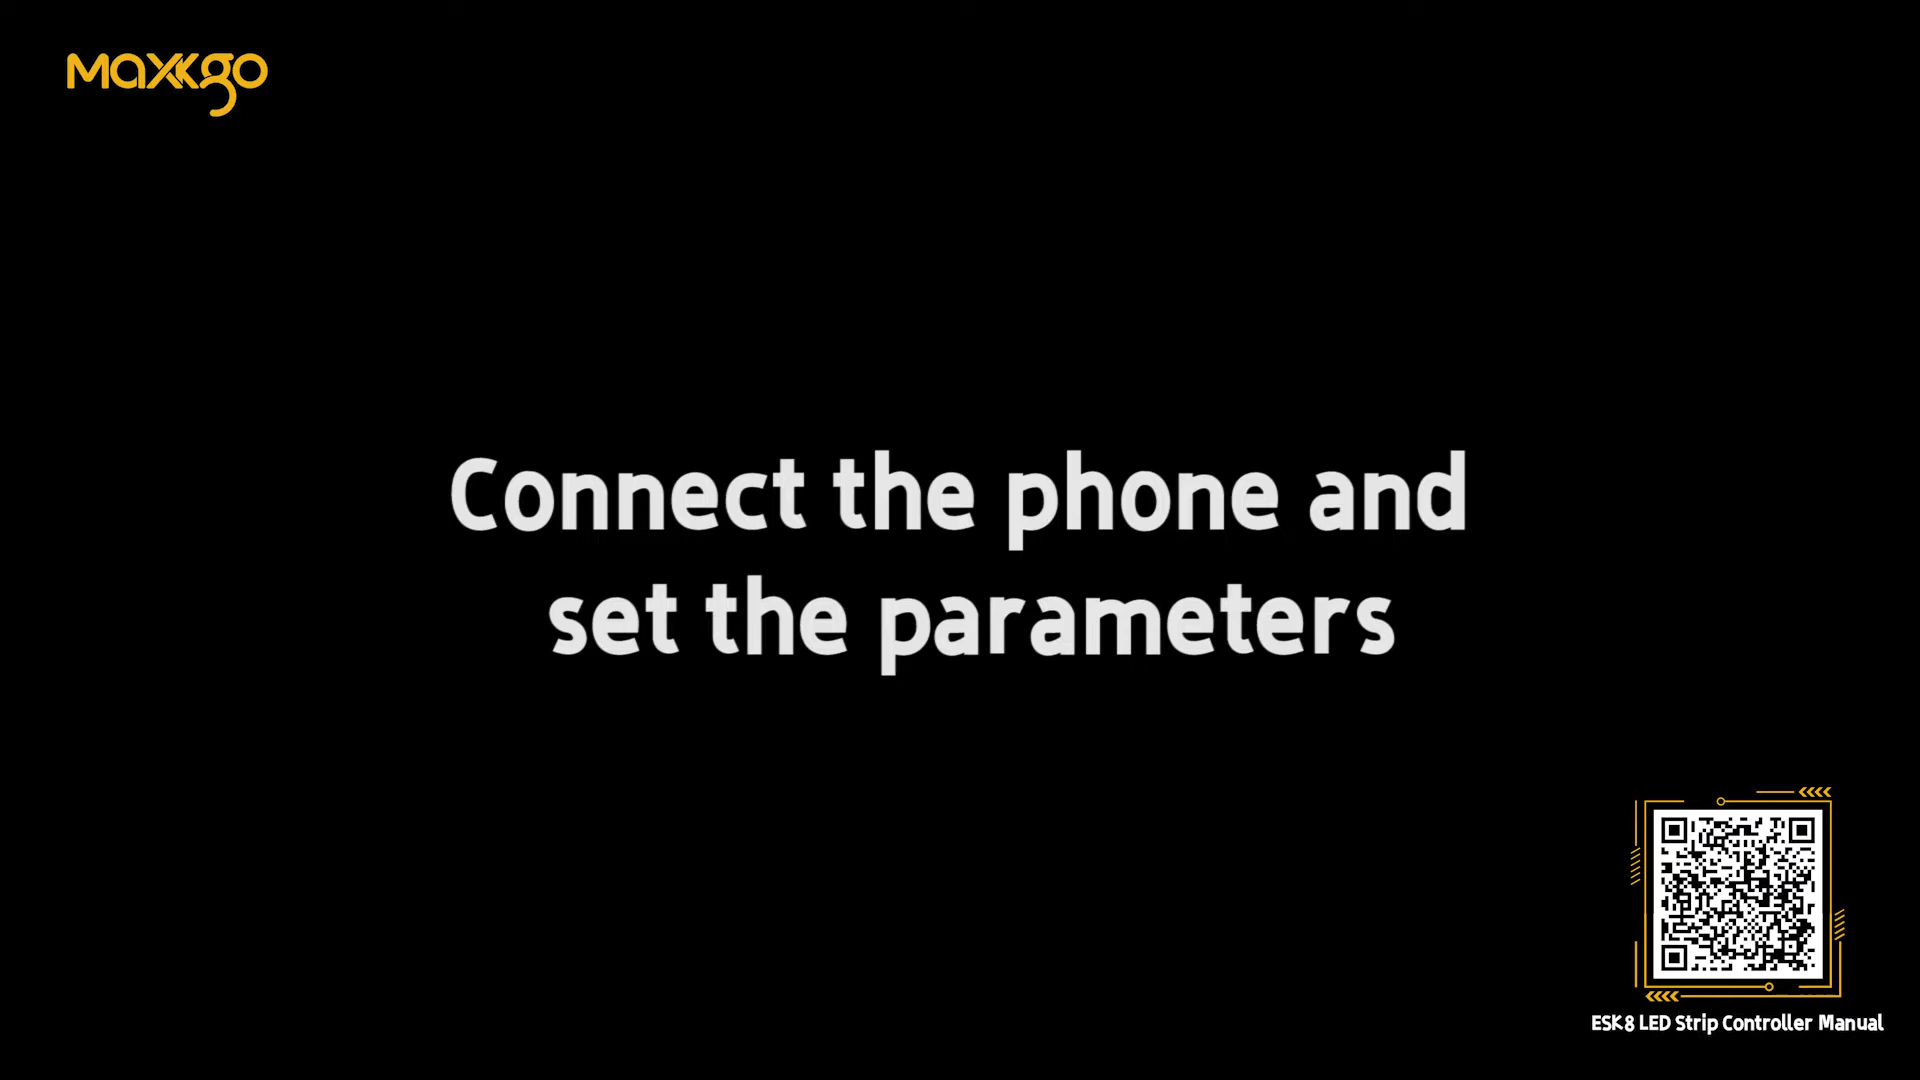 maxkgo
Connect the phone and
set the parameters
ESK8 LED Strip Controller Manual